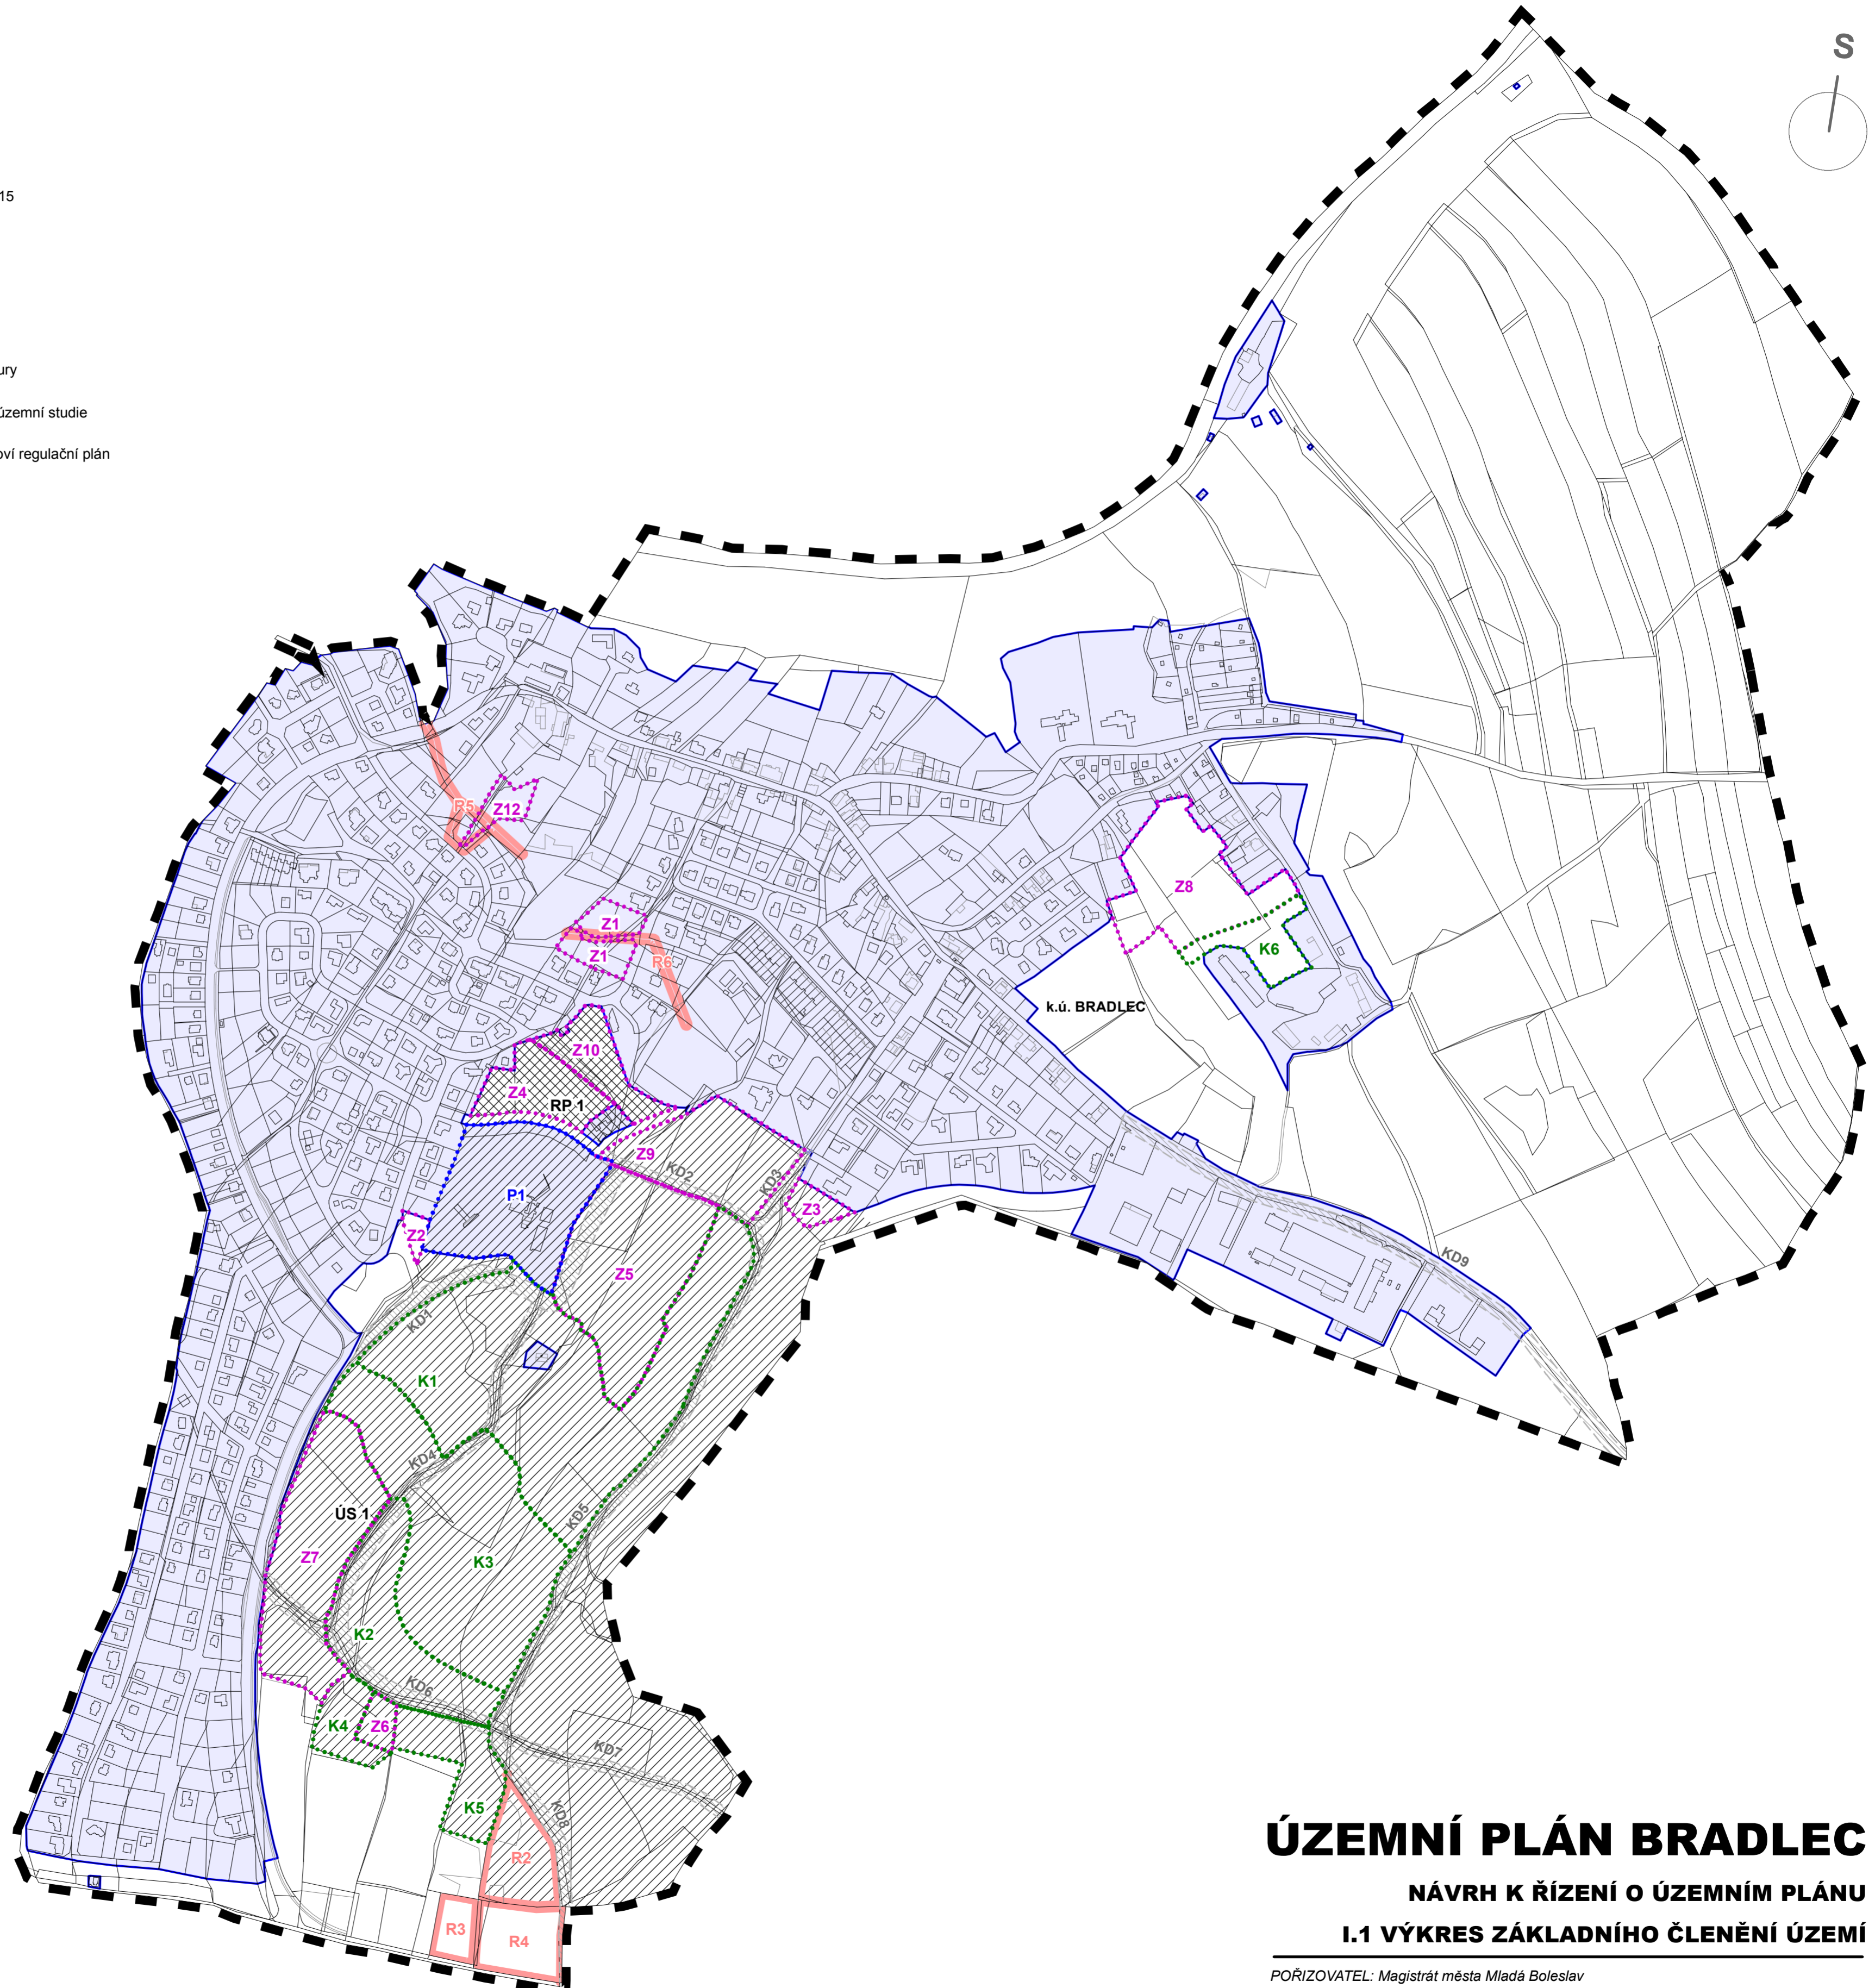 S
15
ury
územní studie
oví regulační plán
R5
Z12
Z1
Z1
R6
Z8
K6
k.ú. BRADLEC
Z10
Z4
RP 1
Z9
KD2
KD3
P1
Z3
Z2
KD9
Z5
KD1
K1
KD4
ÚS 1
KD5
Z7
K3
K2
KD6
K4
Z6
KD7
K5
KD8
R2
R3
R4
ÚZEMNÍ PLÁN BRADLEC
NÁVRH K ŘÍZENÍ O ÚZEMNÍM PLÁNU
I.1 VÝKRES ZÁKLADNÍHO ČLENĚNÍ ÚZEMÍ
POŘIZOVATEL: Magistrát města Mladá Boleslav